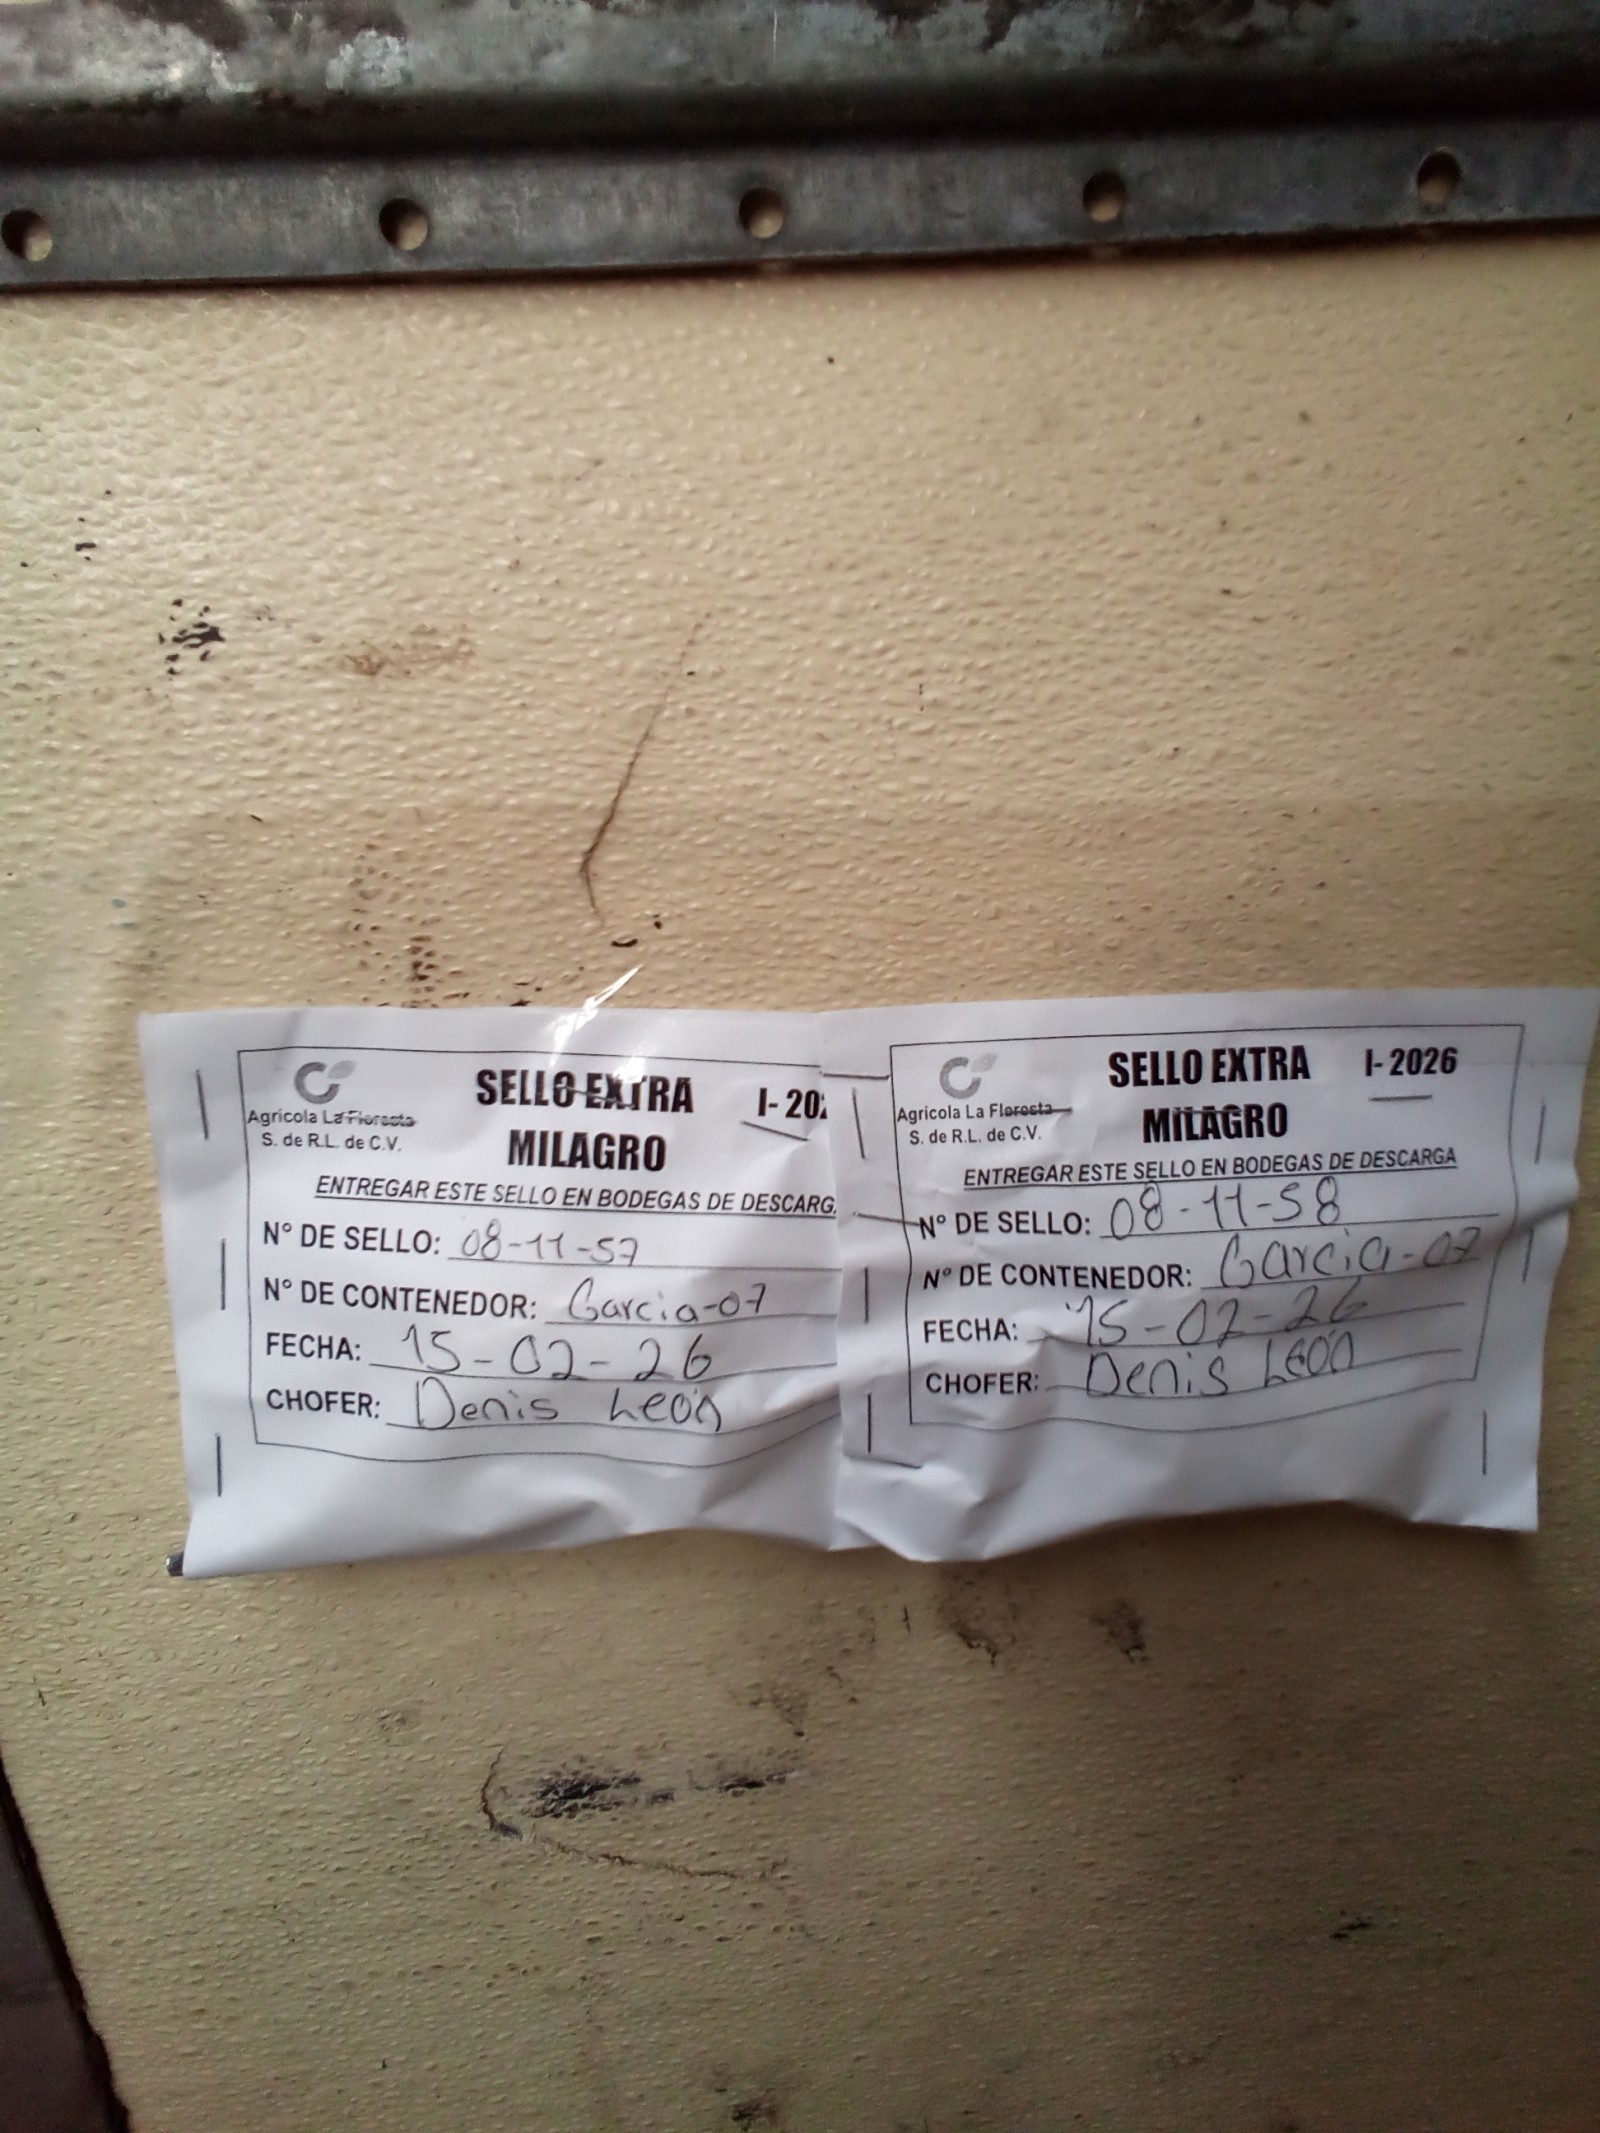 Agricola La Floresta
S. de R.L. de C.V.
SELLO EXTRA I- 202
MILAGRO
ENTREGAR ESTE SELLO EN BODEGAS DE DESCARG
N° DE SELLO: 08-11-57
N° DE CONTENEDOR: Garcia-07
FECHA: 15-02-26
CHOFER: Denis León
Agricola La Floresta
S. de R.L. de C.V.
SELLO EXTRA I- 2026
MILAGRO
ENTREGAR ESTE SELLO EN BODEGAS DE DESCARGA
N° DE SELLO: 08-11-58
N° DE CONTENEDOR: Garcia-07
FECHA: 15-02-26
CHOFER: Denis León